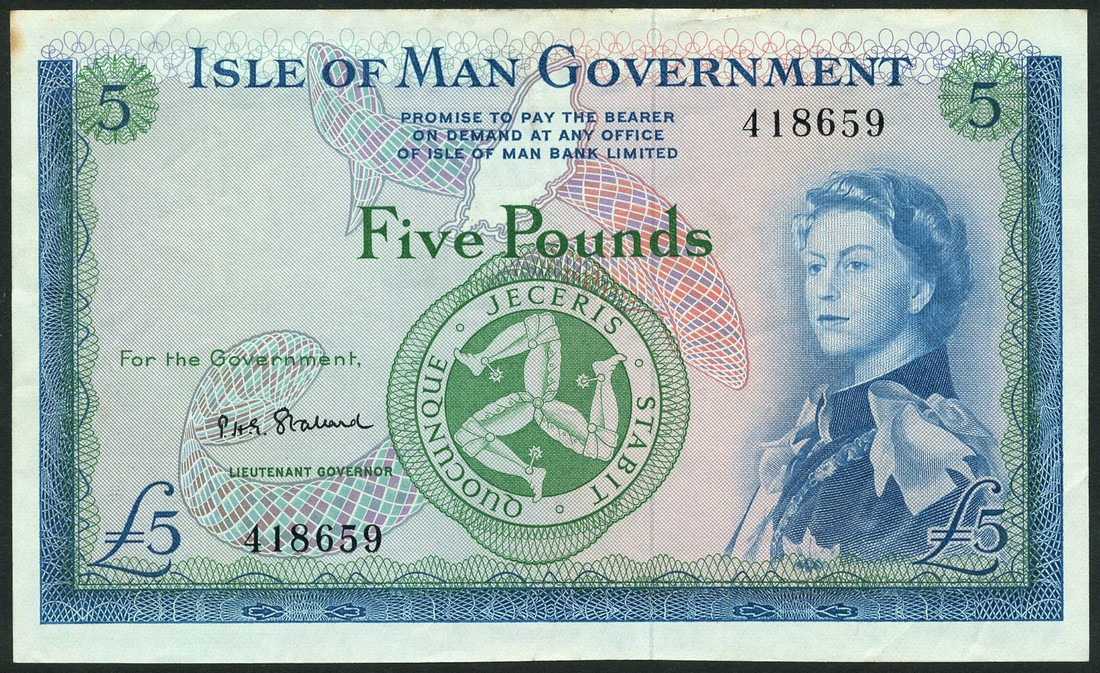 ISLE OF MAN GOVERNMENT
5
5
PROMISE TO PAY THE BEARER
ON DEMAND AT ANY OFFICE
OF ISLE OF MAN BANK LIMITED
418659
Five Pounds
QUOCUNQUE · JECERIS · STABIT ·
For the Government,
P.H.G. Stallard
LIEUTENANT GOVERNOR
£5
418659
£5